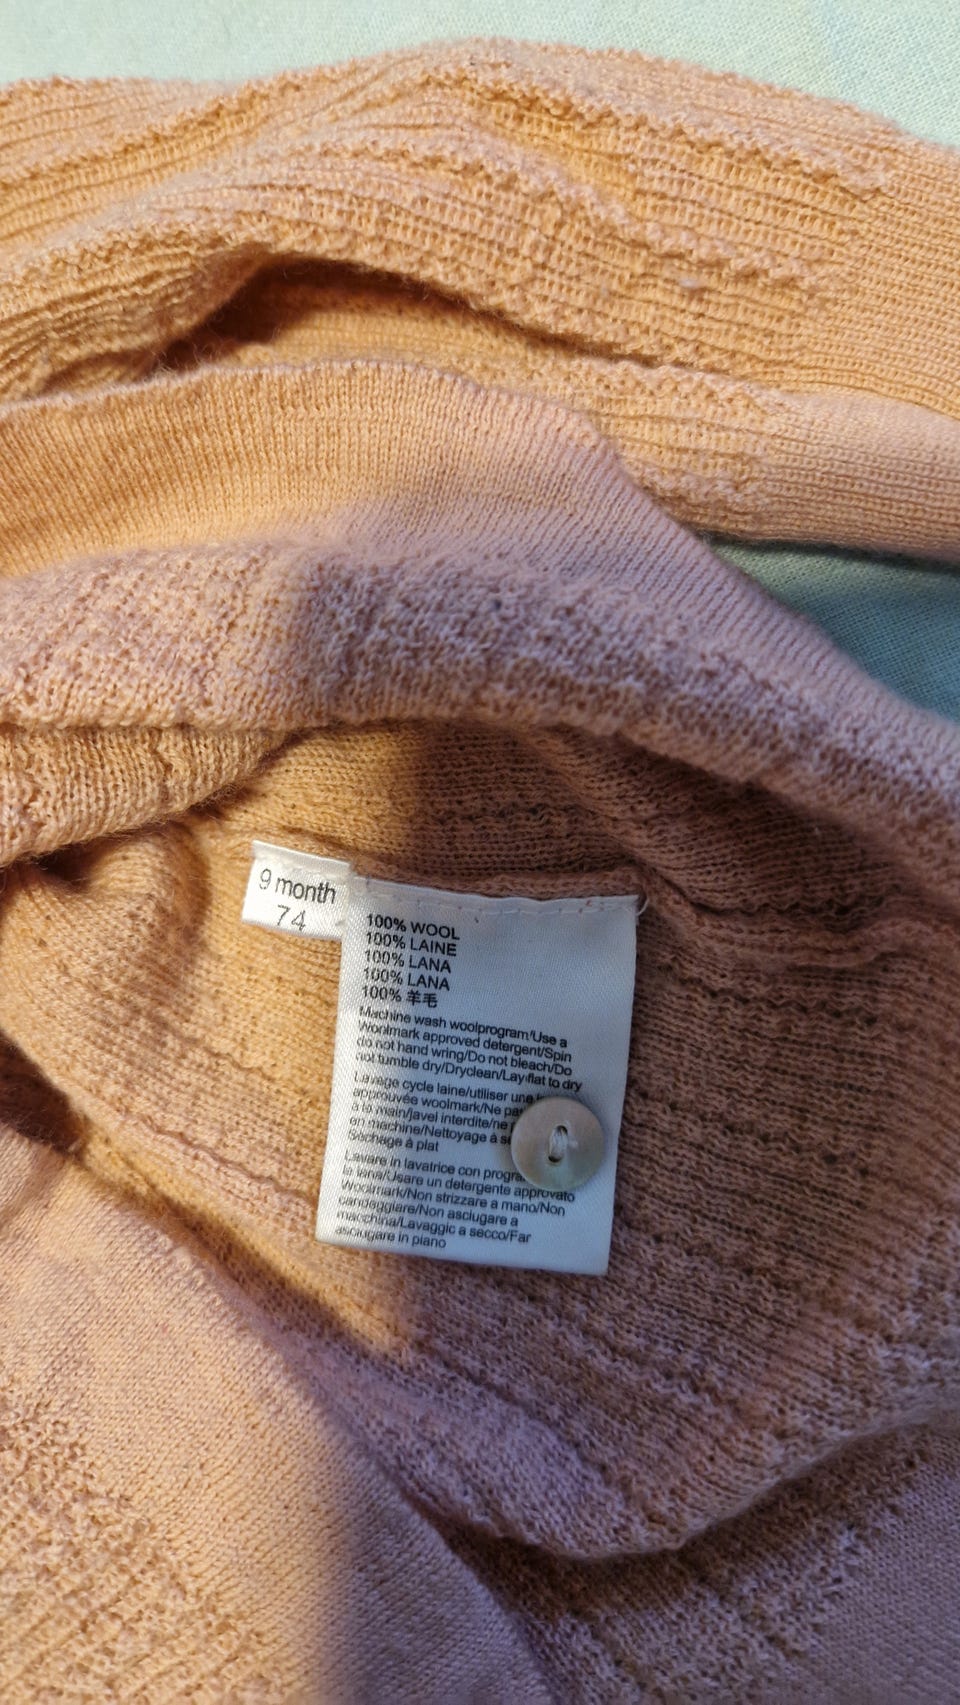 9 month
74
100% WOOL
100% LAINE
100% LANA
100% LANA
100% 羊毛
Machine wash woolprogram/Use a
Woolmark approved detergent/Spin
do not hand wring/Do not bleach/Do
not tumble dry/Dryclean/Lay flat to dry
Lavage cycle laine/utiliser une
approuvée woolmark/Ne
à la main/javel interdite/ne
en machine/Nettoyage à
Séchage à plat
Lavare in lavatrice con
la lana/Usare un detergente approvato
Woolmark/Non strizzare a mano/Non
candeggiare/Non asciugare a
macchina/Lavaggio a secco/Far
asciugare in piano